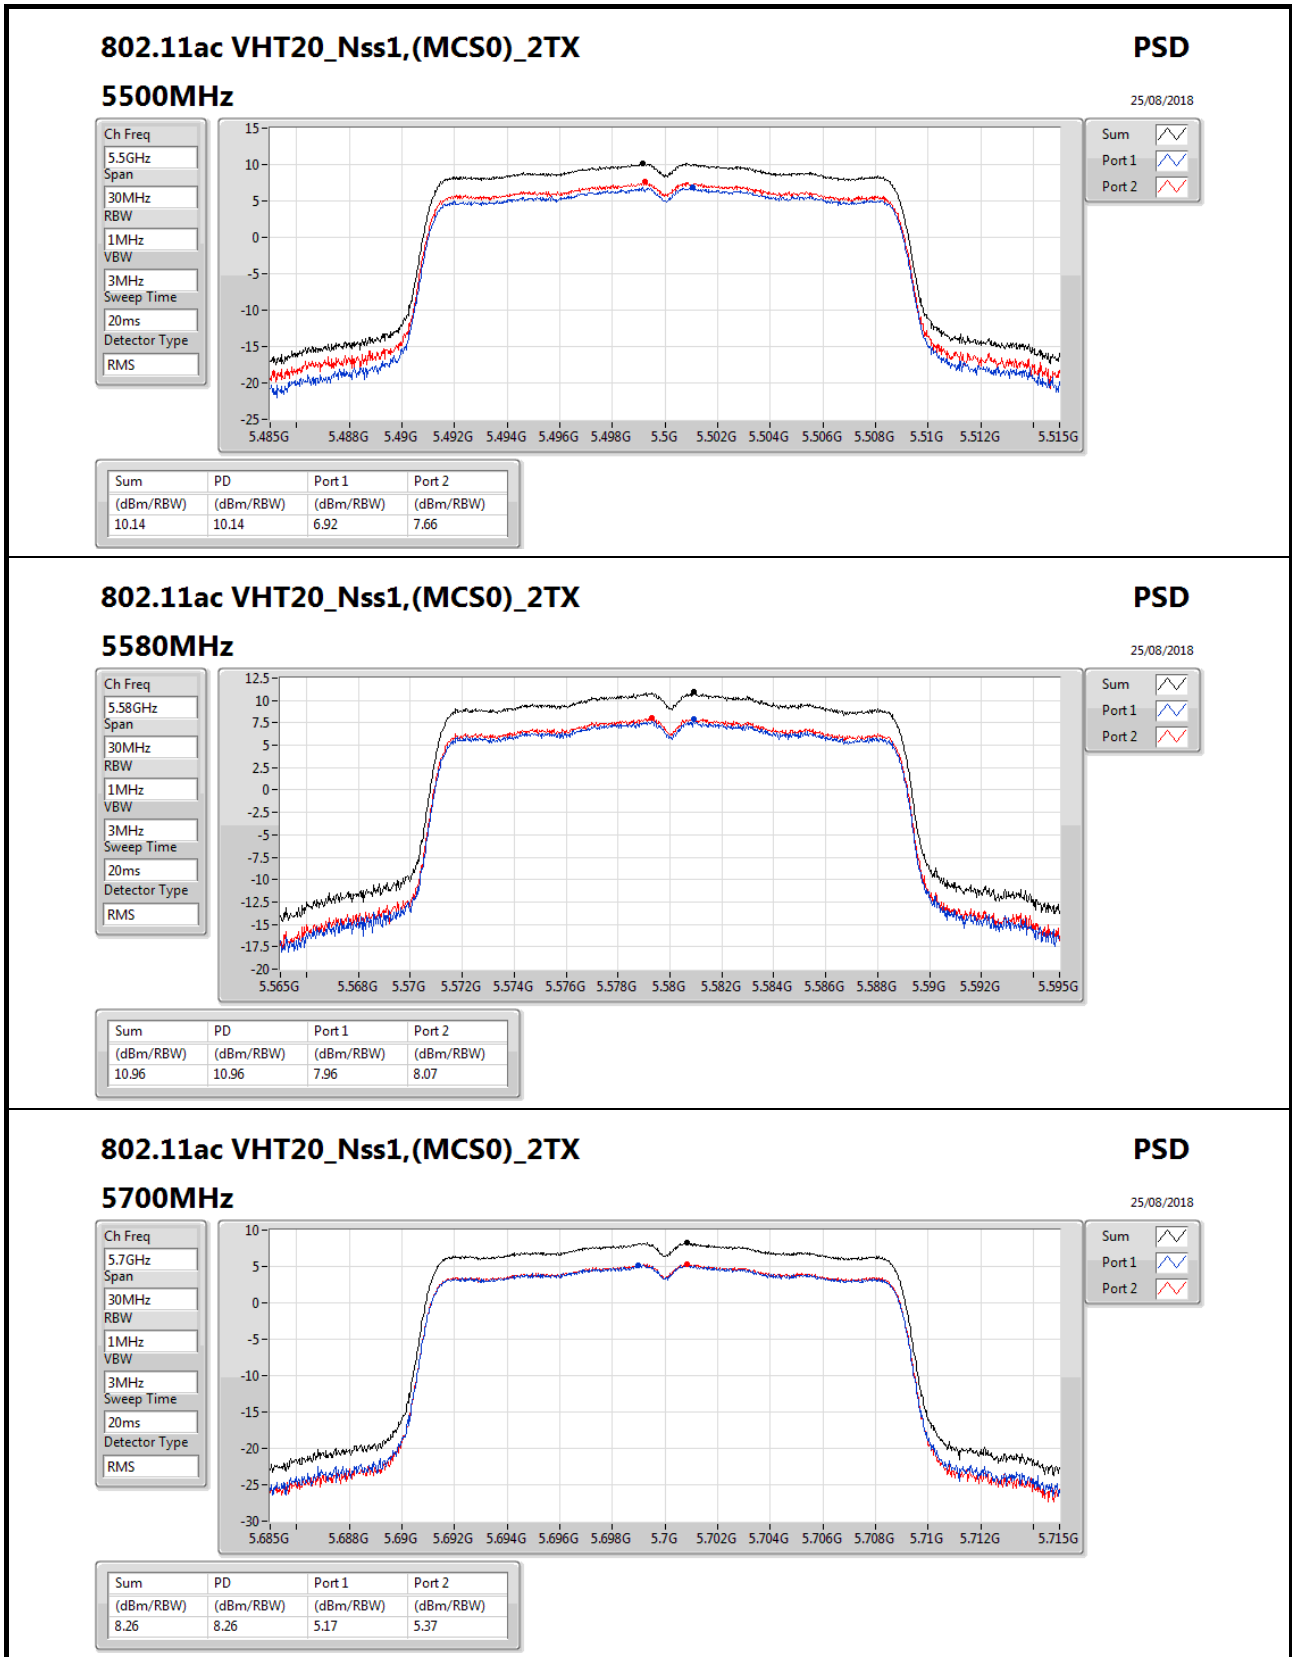 802.11ac VHT20_Nss1,(MCS0)_2TX PSD
5500MHz 25/08/2018
Ch Freq
5.5GHz
Span
30MHz
RBW
1MHz
VBW
3MHz
Sweep Time
20ms
Detector Type
RMS
15
10
5
0
-5
-10
-15
-20
-25
5.485G 5.488G 5.49G 5.492G 5.494G 5.496G 5.498G 5.5G 5.502G 5.504G 5.506G 5.508G 5.51G 5.512G 5.515G
Sum
Port 1
Port 2
Sum PD Port 1 Port 2
(dBm/RBW) (dBm/RBW) (dBm/RBW) (dBm/RBW)
10.14 10.14 6.92 7.66
802.11ac VHT20_Nss1,(MCS0)_2TX PSD
5580MHz 25/08/2018
Ch Freq
5.58GHz
Span
30MHz
RBW
1MHz
VBW
3MHz
Sweep Time
20ms
Detector Type
RMS
12.5
10
7.5
5
2.5
0
-2.5
-5
-7.5
-10
-12.5
-15
-17.5
-20
5.565G 5.568G 5.57G 5.572G 5.574G 5.576G 5.578G 5.58G 5.582G 5.584G 5.586G 5.588G 5.59G 5.592G 5.595G
Sum
Port 1
Port 2
Sum PD Port 1 Port 2
(dBm/RBW) (dBm/RBW) (dBm/RBW) (dBm/RBW)
10.96 10.96 7.96 8.07
802.11ac VHT20_Nss1,(MCS0)_2TX PSD
5700MHz 25/08/2018
Ch Freq
5.7GHz
Span
30MHz
RBW
1MHz
VBW
3MHz
Sweep Time
20ms
Detector Type
RMS
10
5
0
-5
-10
-15
-20
-25
-30
5.685G 5.688G 5.69G 5.692G 5.694G 5.696G 5.698G 5.7G 5.702G 5.704G 5.706G 5.708G 5.71G 5.712G 5.715G
Sum
Port 1
Port 2
Sum PD Port 1 Port 2
(dBm/RBW) (dBm/RBW) (dBm/RBW) (dBm/RBW)
8.26 8.26 5.17 5.37